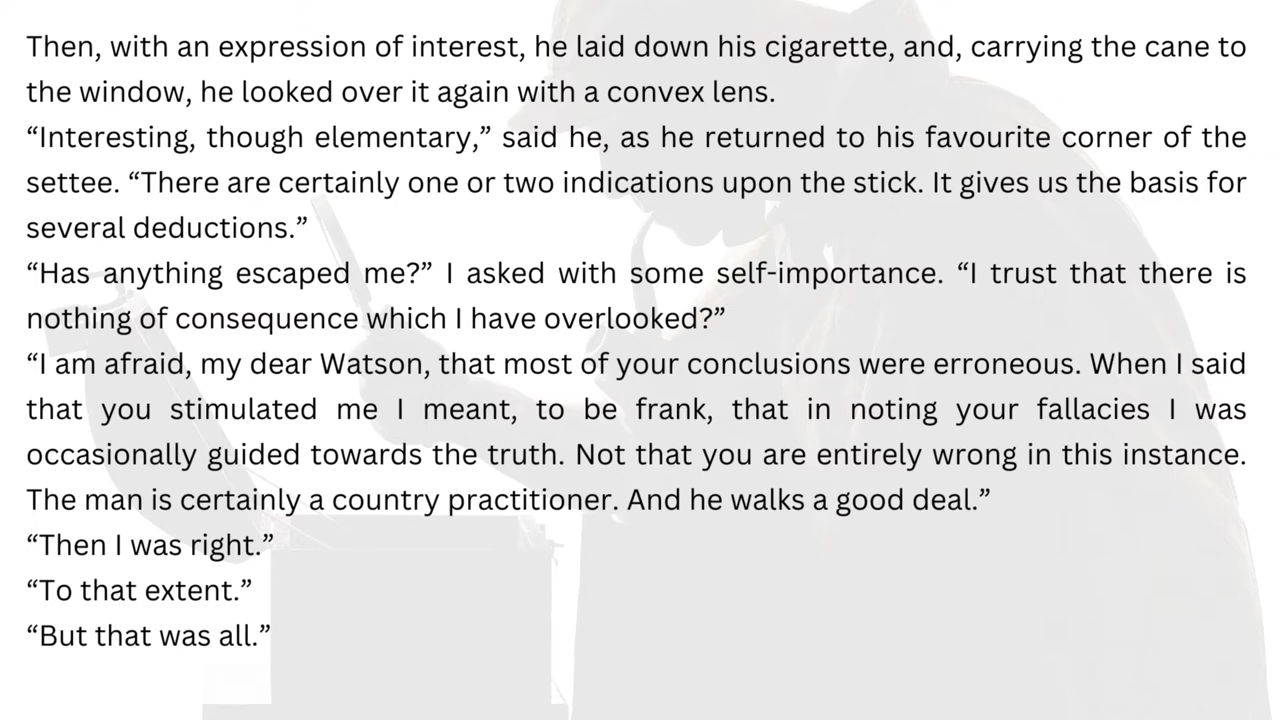 Then, with an expression of interest, he laid down his cigarette, and, carrying the cane to
the window, he looked over it again with a convex lens.
“Interesting, though elementary,” said he, as he returned to his favourite corner of the
settee. “There are certainly one or two indications upon the stick. It gives us the basis for
several deductions.”
“Has anything escaped me?” I asked with some self-importance. “I trust that there is
nothing of consequence which I have overlooked?”
“I am afraid, my dear Watson, that most of your conclusions were erroneous. When I said
that you stimulated me I meant, to be frank, that in noting your fallacies I was
occasionally guided towards the truth. Not that you are entirely wrong in this instance.
The man is certainly a country practitioner. And he walks a good deal.”
“Then I was right.”
“To that extent.”
“But that was all.”